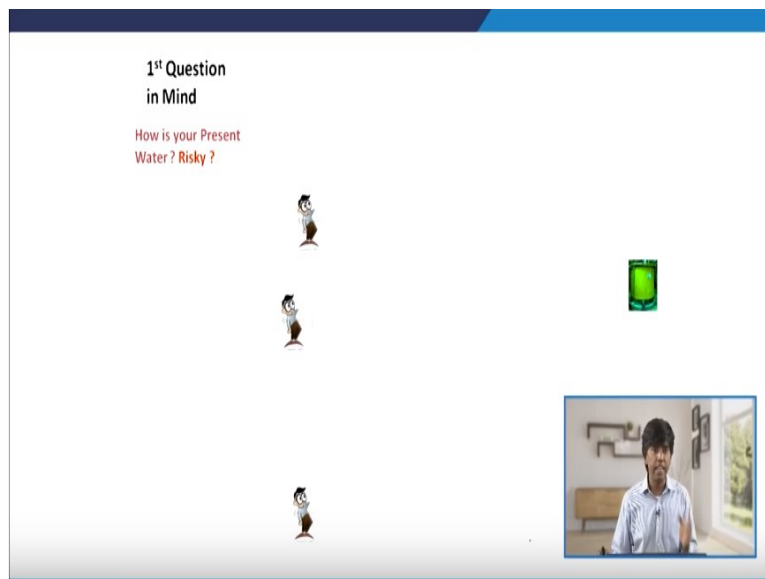 1st Question
in Mind
How is your Present
Water ? Risky ?